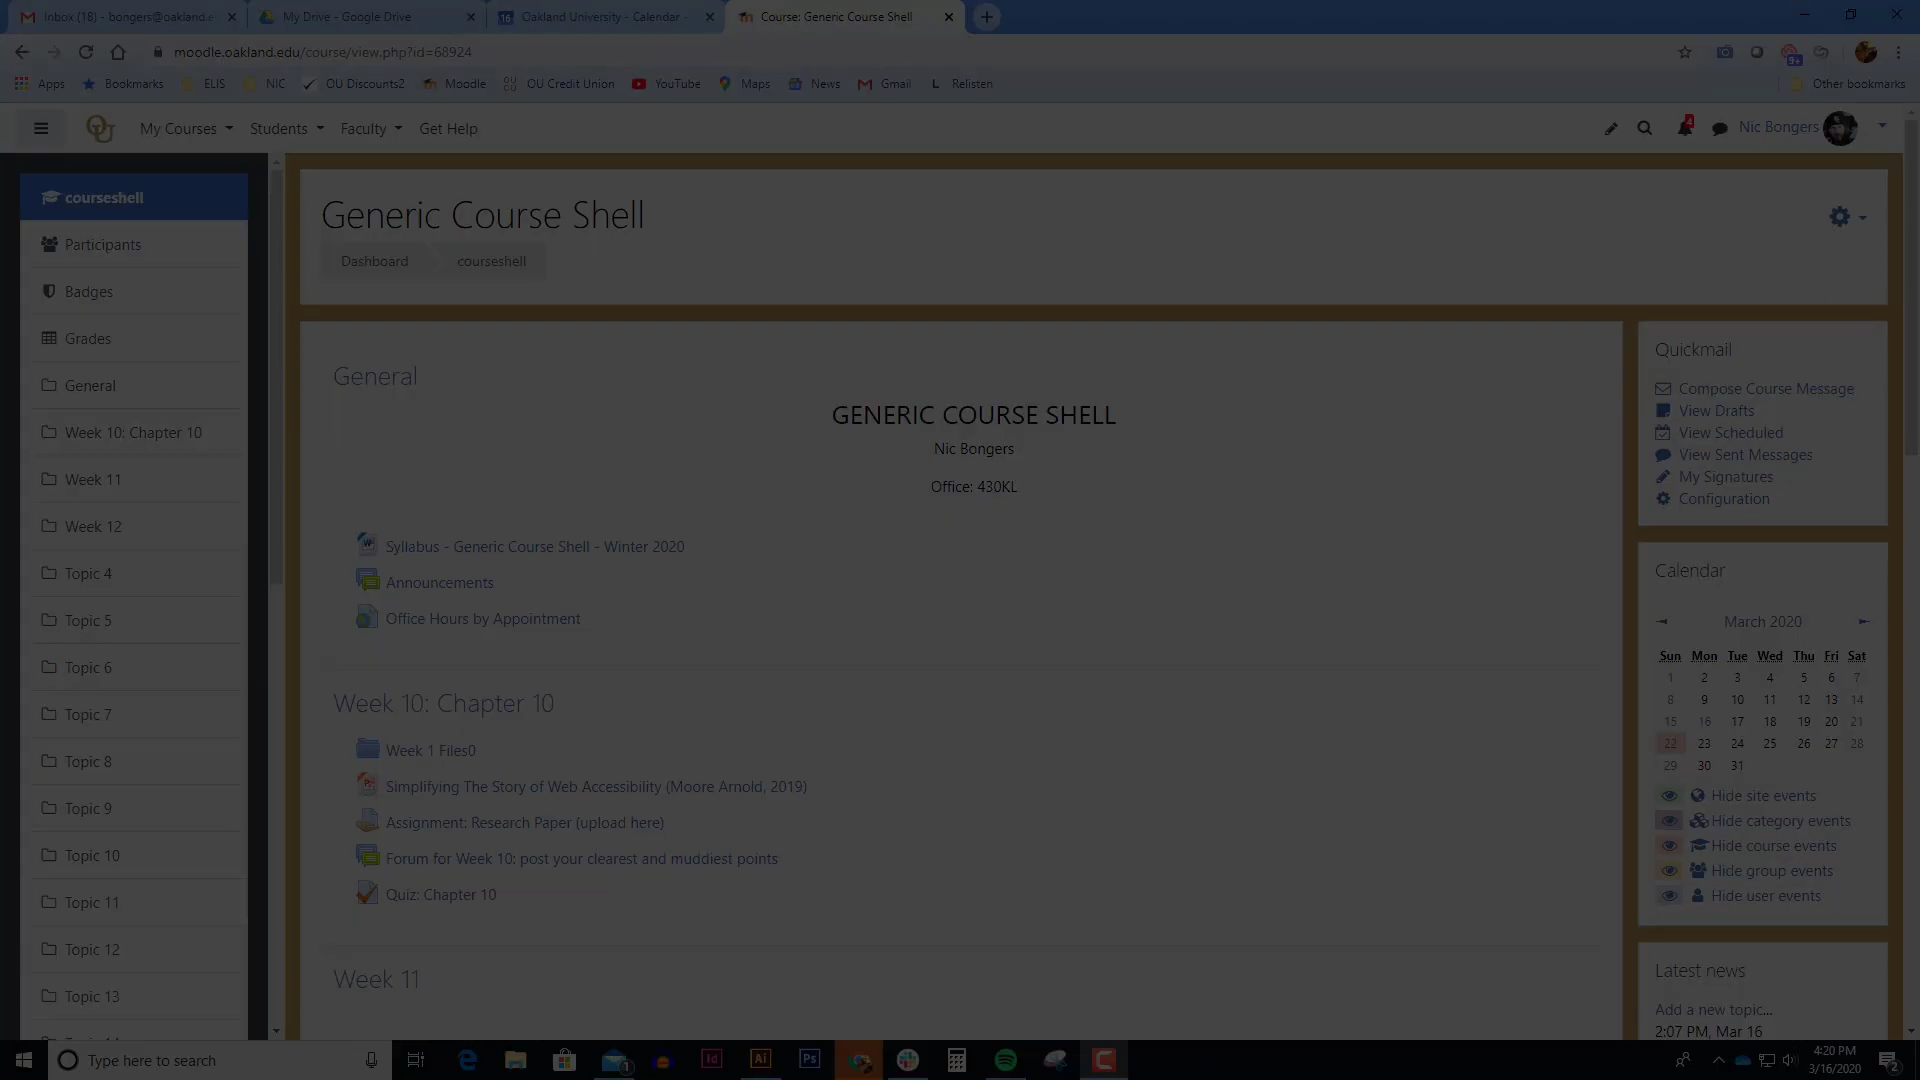 Inbox (18) - bongers@oakland.e
My Drive - Google Drive
Oakland University - Calendar -
Course: Generic Course Shell
moodle.oakland.edu/course/view.php?id=68924
9+
Apps
Bookmarks
ELIS
NIC
OU Discounts2
Moodle
OU Credit Union
YouTube
Maps
News
Gmail
L Relisten
Other bookmarks
My Courses
Students
Faculty
Get Help
4
Nic Bongers
courseshell
Participants
Badges
Grades
General
Week 10: Chapter 10
Week 11
Week 12
Topic 4
Topic 5
Topic 6
Topic 7
Topic 8
Topic 9
Topic 10
Topic 11
Topic 12
Topic 13
Generic Course Shell
Dashboard
courseshell
General
GENERIC COURSE SHELL
Nic Bongers
Office: 430KL
Syllabus - Generic Course Shell - Winter 2020
Announcements
Office Hours by Appointment
Week 10: Chapter 10
Week 1 Files0
Simplifying The Story of Web Accessibility (Moore Arnold, 2019)
Assignment: Research Paper (upload here)
Forum for Week 10: post your clearest and muddiest points
Quiz: Chapter 10
Week 11
Quickmail
Compose Course Message
View Drafts
View Scheduled
View Sent Messages
My Signatures
Configuration
Calendar
March 2020
Sun Mon Tue Wed Thu Fri Sat
1 2 3 4 5 6 7
8 9 10 11 12 13 14
15 16 17 18 19 20 21
22 23 24 25 26 27 28
29 30 31
Hide site events
Hide category events
Hide course events
Hide group events
Hide user events
Latest news
Add a new topic...
2:07 PM, Mar 16
Type here to search
1
Id
Ai
Ps
4:20 PM
3/16/2020
2